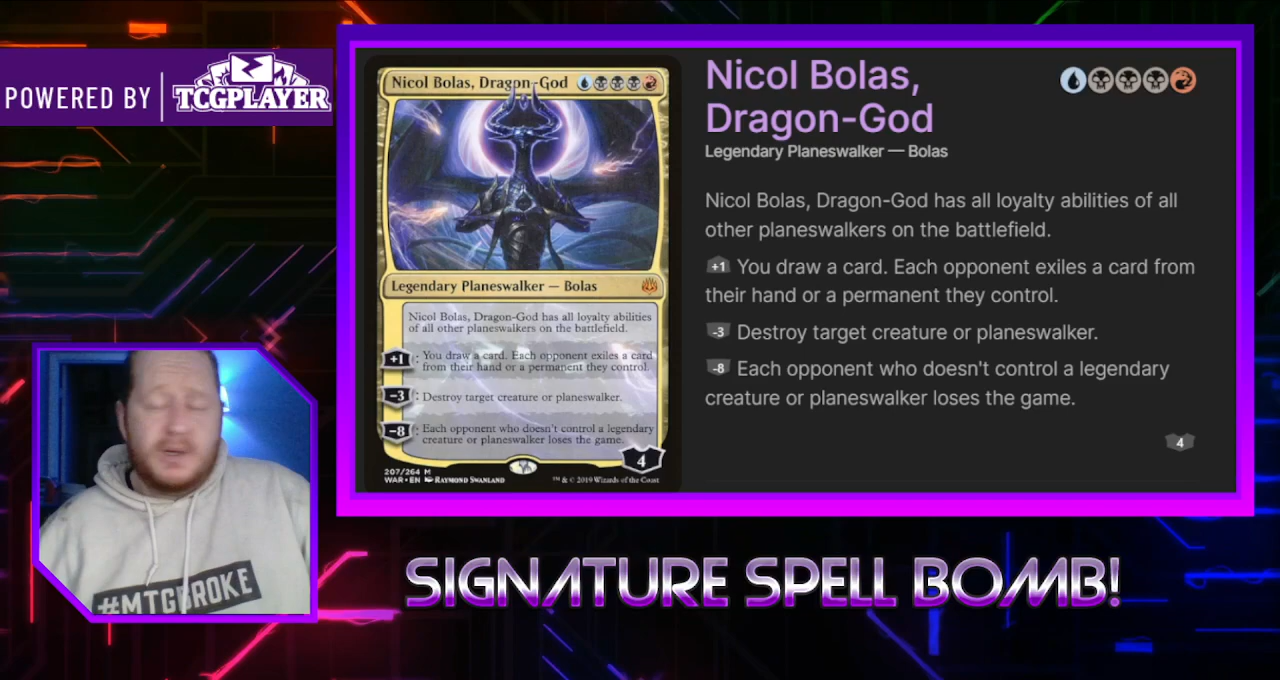 POWERED BY
TCGPLAYER
Nicol Bolas, Dragon-God
Legendary Planeswalker — Bolas
Nicol Bolas, Dragon-God has all loyalty abilities
of all other planeswalkers on the battlefield.
+1: You draw a card. Each opponent exiles a card
from their hand or a permanent they control.
-3: Destroy target creature or planeswalker.
-8: Each opponent who doesn't control a legendary
creature or planeswalker loses the game.
4
207/264 M
WAR • EN RAYMOND SWANLAND
™ & © 2019 Wizards of the Coast
Nicol Bolas,
Dragon-God
Legendary Planeswalker — Bolas
Nicol Bolas, Dragon-God has all loyalty abilities of all
other planeswalkers on the battlefield.
+1 You draw a card. Each opponent exiles a card from
their hand or a permanent they control.
-3 Destroy target creature or planeswalker.
-8 Each opponent who doesn't control a legendary
creature or planeswalker loses the game.
4
#MTGBROKE
SIGNATURE SPELL BOMB!